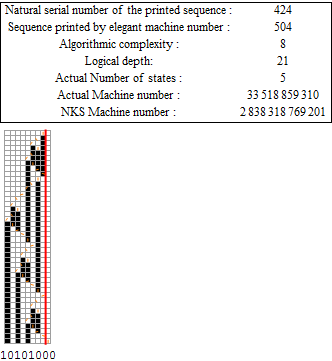 Natural serial number of the printed sequence : 424
Sequence printed by elegant machine number : 504
Algorithmic complexity : 8
Logical depth: 21
Actual Number of states : 5
Actual Machine number : 33 518 859 310
NKS Machine number : 2 838 318 769 201
10101000